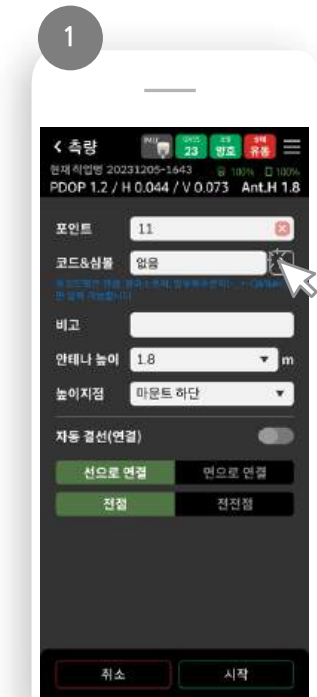 1
측량
23 양호 유동
현재 작업명 20231205-1643 100% 100%
PDOP 1.2 / H 0.044 / V 0.073 Ant.H 1.8
포인트 11
코드&심볼 없음
비고
안테나 높이 1.8 m
높이지점 마운트 하단
자동 결선(연결)
선으로 연결 면으로 연결
전점 전전점
취소 시작